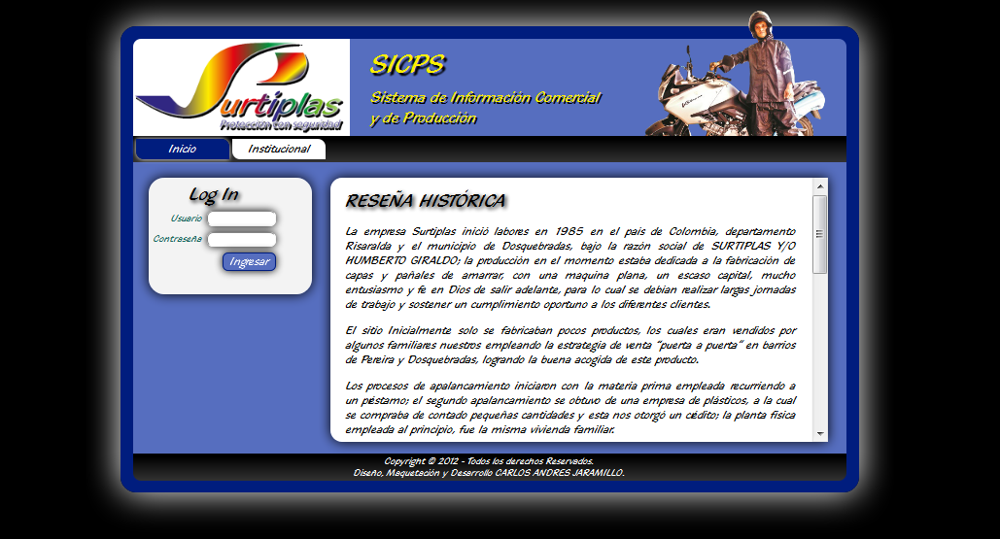 Surtiplas
Protección con seguridad
SICPS
Sistema de Información Comercial
y de Producción
Inicio
Institucional
Log In
Usuario
Contraseña
Ingresar
RESEÑA HISTÓRICA
La empresa Surtiplas inició labores en 1985 en el país de Colombia, departamento
Risaralda y el municipio de Dosquebradas, bajo la razón social de SURTIPLAS Y/O
HUMBERTO GIRALDO; la producción en el momento estaba dedicada a la fabricación de
capas y pañales de amarrar, con una maquina plana, un escaso capital, mucho
entusiasmo y fe en Dios de salir adelante, para lo cual se debían realizar largas jornadas
de trabajo y sostener un cumplimiento oportuno a los diferentes clientes.
El sitio Inicialmente solo se fabricaban pocos productos, los cuales eran vendidos por
algunos familiares nuestros empleando la estrategia de venta “puerta a puerta” en barrios
de Pereira y Dosquebradas, logrando la buena acogida de este producto.
Los procesos de apalancamiento iniciaron con la materia prima empleada recurriendo a
un préstamo; el segundo apalancamiento se obtuvo de una empresa de plásticos, a la cual
se compraba de contado pequeñas cantidades y esta nos otorgó un crédito; la planta física
empleada al principio, fue la misma vivienda familiar.
Copyright © 2012 - Todos los derechos Reservados.
Diseño, Maquetación y Desarrollo CARLOS ANDRES JARAMILLO.